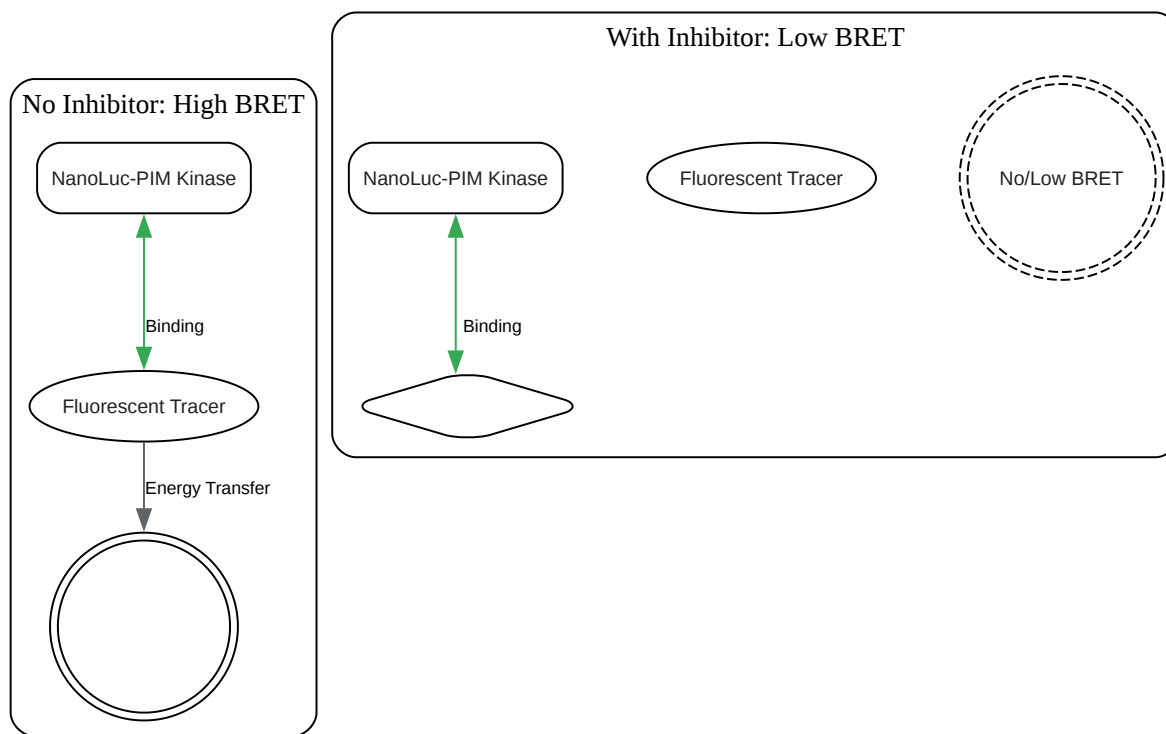 No Inhibitor: High BRET
NanoLuc-PIM Kinase
Binding
Fluorescent Tracer
Energy Transfer
With Inhibitor: Low BRET
NanoLuc-PIM Kinase
Binding
Fluorescent Tracer
No/Low BRET